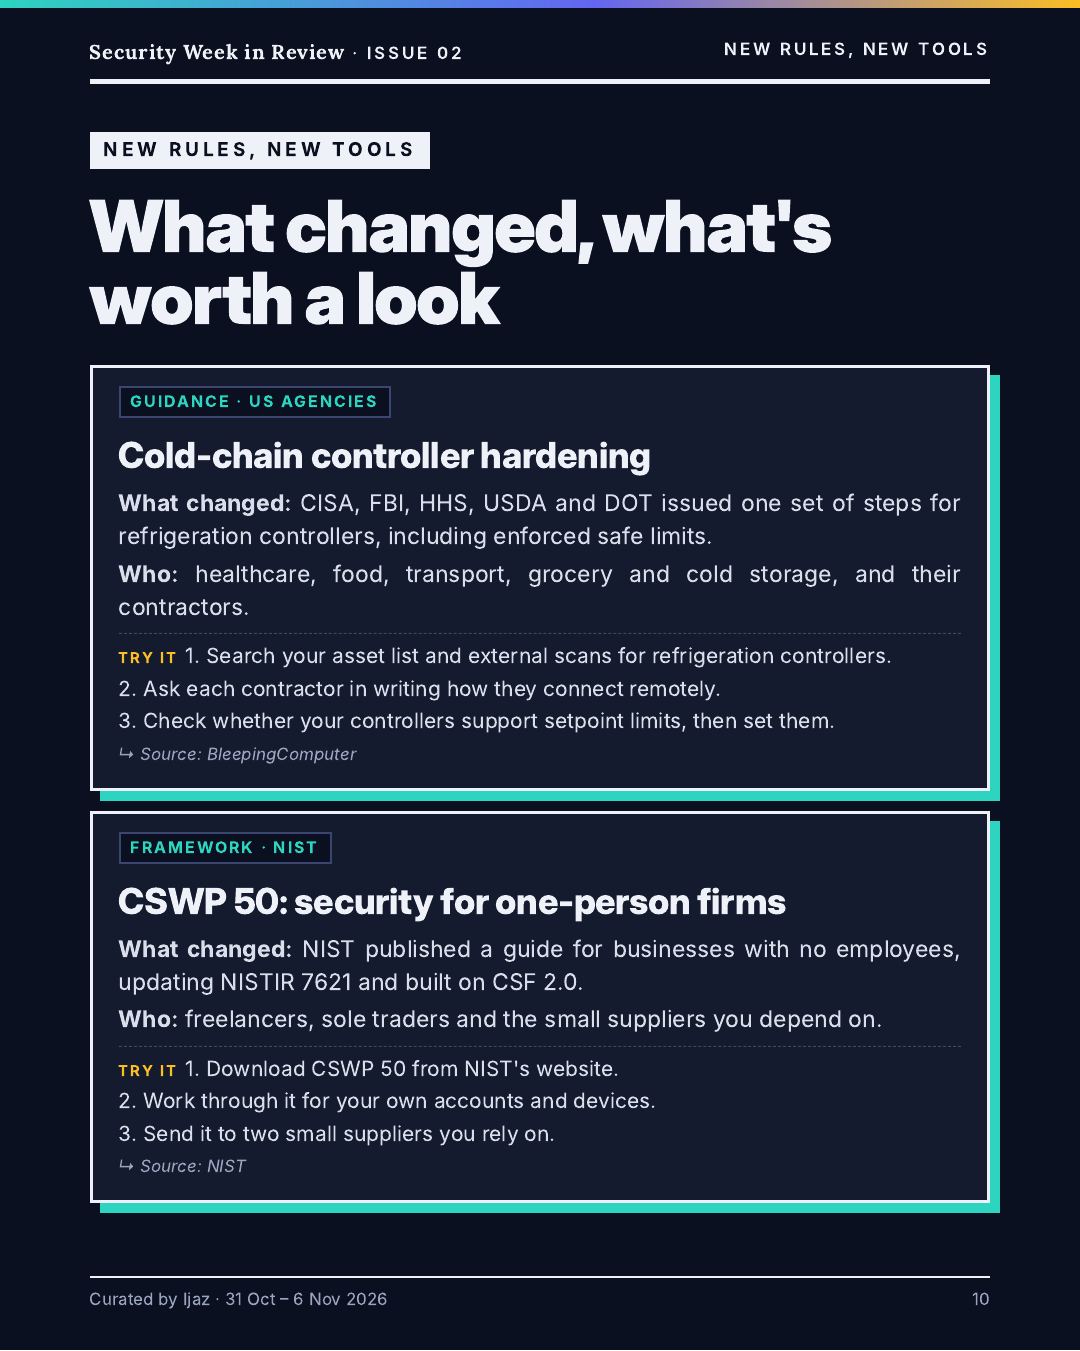 Security Week in Review · ISSUE 02
NEW RULES, NEW TOOLS
NEW RULES, NEW TOOLS
What changed, what's
worth a look
GUIDANCE · US AGENCIES
Cold-chain controller hardening
What changed: CISA, FBI, HHS, USDA and DOT issued one set of steps for
refrigeration controllers, including enforced safe limits.
Who: healthcare, food, transport, grocery and cold storage, and their
contractors.
TRY IT 1. Search your asset list and external scans for refrigeration controllers.
2. Ask each contractor in writing how they connect remotely.
3. Check whether your controllers support setpoint limits, then set them.
↳ Source: BleepingComputer
FRAMEWORK · NIST
CSWP 50: security for one-person firms
What changed: NIST published a guide for businesses with no employees,
updating NISTIR 7621 and built on CSF 2.0.
Who: freelancers, sole traders and the small suppliers you depend on.
TRY IT 1. Download CSWP 50 from NIST's website.
2. Work through it for your own accounts and devices.
3. Send it to two small suppliers you rely on.
↳ Source: NIST
Curated by Ijaz · 31 Oct – 6 Nov 2026
10